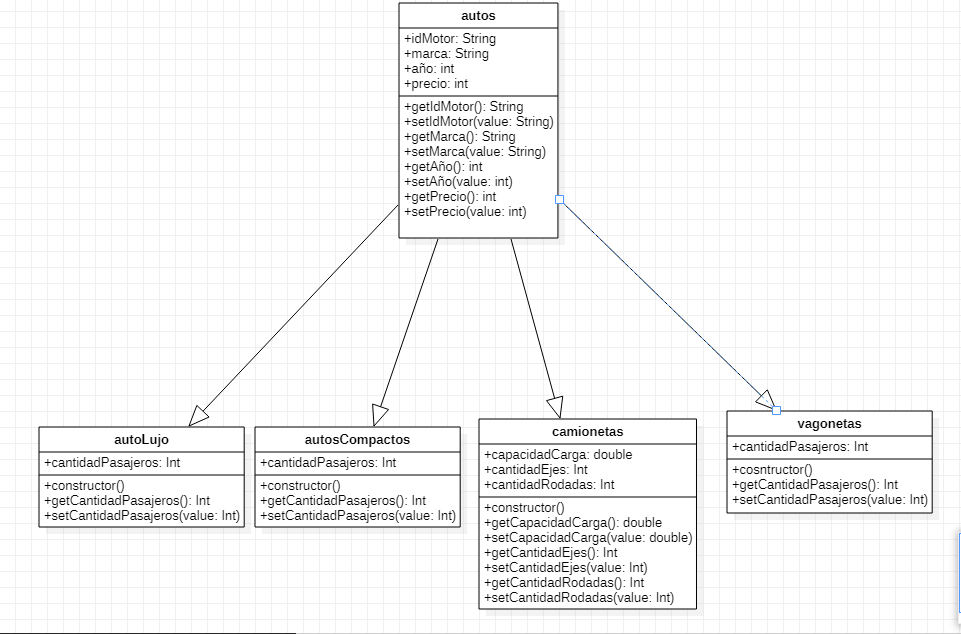 autos
+idMotor: String
+marca: String
+año: int
+precio: int
+getIdMotor(): String
+setIdMotor(value: String)
+getMarca(): String
+setMarca(value: String)
+getAño(): int
+setAño(value: int)
+getPrecio(): int
+setPrecio(value: int)
autoLujo
+cantidadPasajeros: Int
+constructor()
+getCantidadPasajeros(): Int
+setCantidadPasajeros(value: Int)
autosCompactos
+cantidadPasajeros: Int
+constructor()
+getCantidadPasajeros(): Int
+setCantidadPasajeros(value: Int)
camionetas
+capacidadCarga: double
+cantidadEjes: Int
+cantidadRodadas: Int
+constructor()
+getCapacidadCarga(): double
+setCapacidadCarga(value: double)
+getCantidadEjes(): Int
+setCantidadEjes(value: Int)
+getCantidadRodadas(): Int
+setCantidadRodadas(value: Int)
vagonetas
+cantidadPasajeros: Int
+cosntructor()
+getCantidadPasajeros(): Int
+setCantidadPasajeros(value: Int)